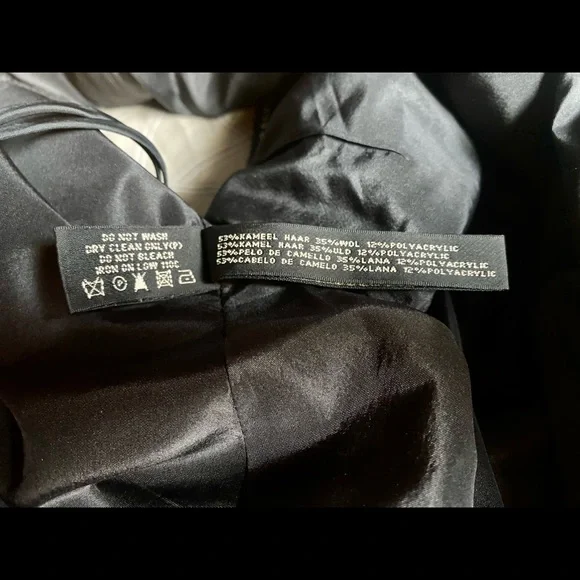 DO NOT WASH
DRY CLEAN ONLY(P)
DO NOT BLEACH
IRON ON LOW 110C
53%KAMEEL HAAR 35%WOL 12%POLYACRYLIC
53%KAMEL HAAR 35%ULD 12%POLYACRYLIC
53%PELO DE CAMELLO 35%LANA 12%POLYACRYLIC
53%CABELO DE CAMELO 35%LANA 12%POLYACRYLIC